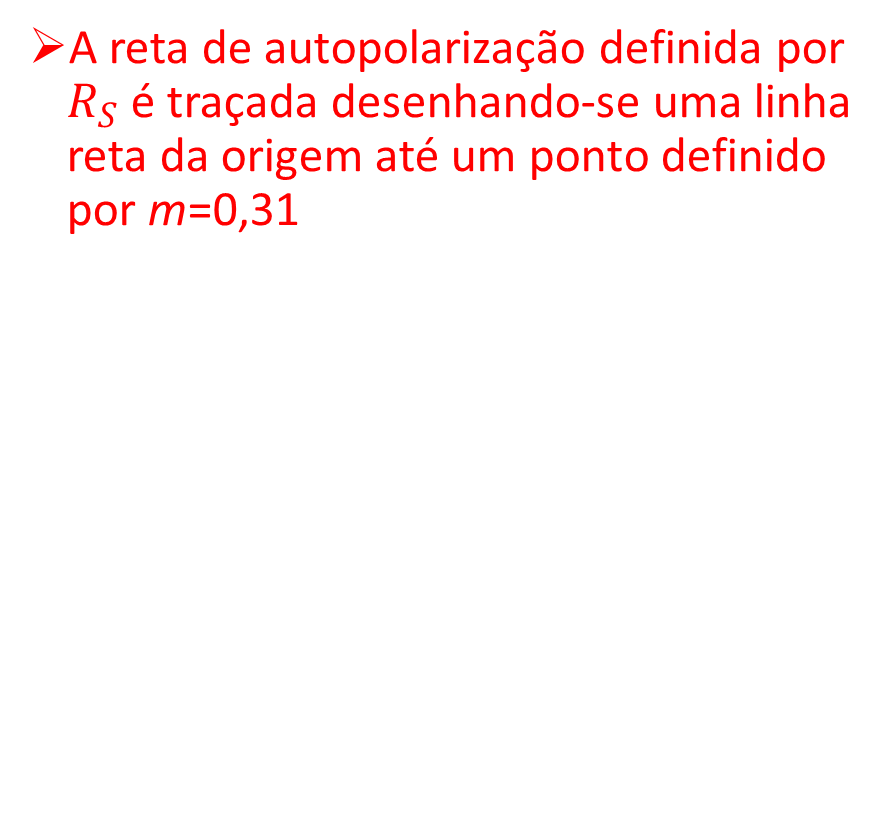 ➢A reta de autopolarização definida por
R_S é traçada desenhando-se uma linha
reta da origem até um ponto definido
por m=0,31